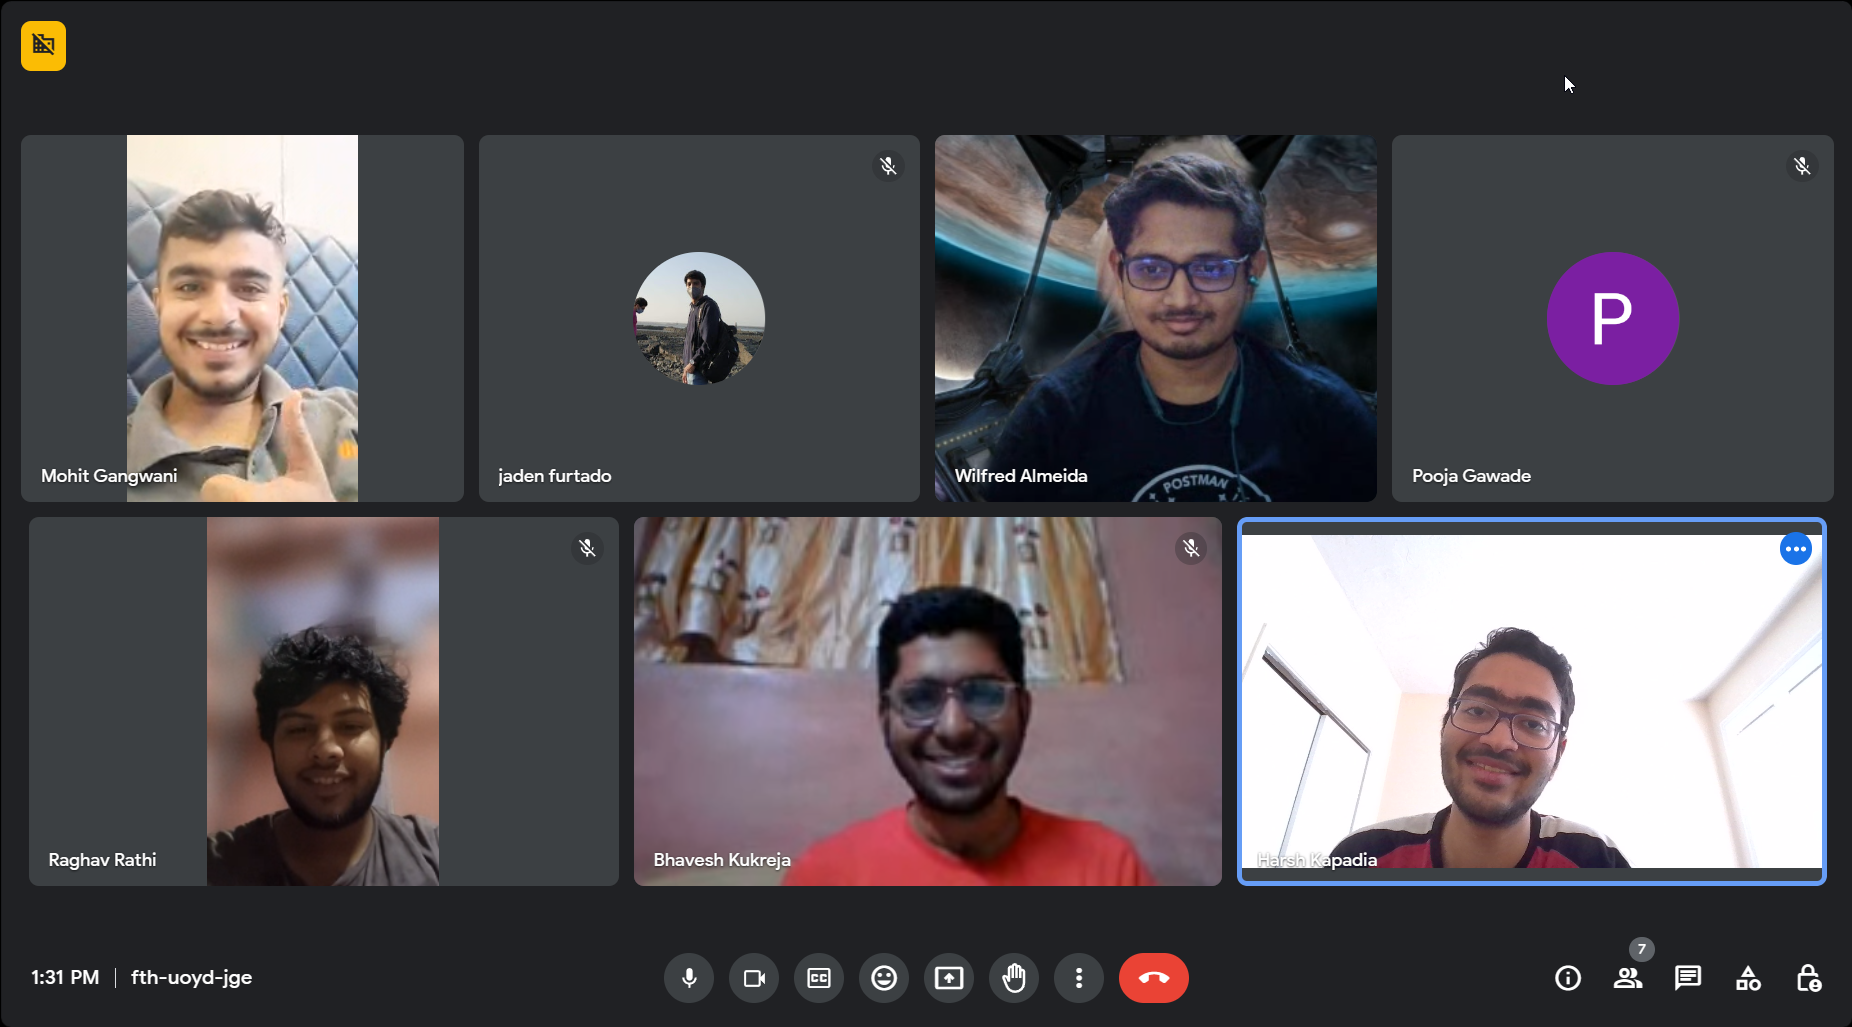 Mohit Gangwani
jaden furtado
POSTMAN
Wilfred Almeida
P
Pooja Gawade
Raghav Rathi
Bhavesh Kukreja
Harsh Kapadia
7
1:31 PM
fth-uoyd-jge
CC